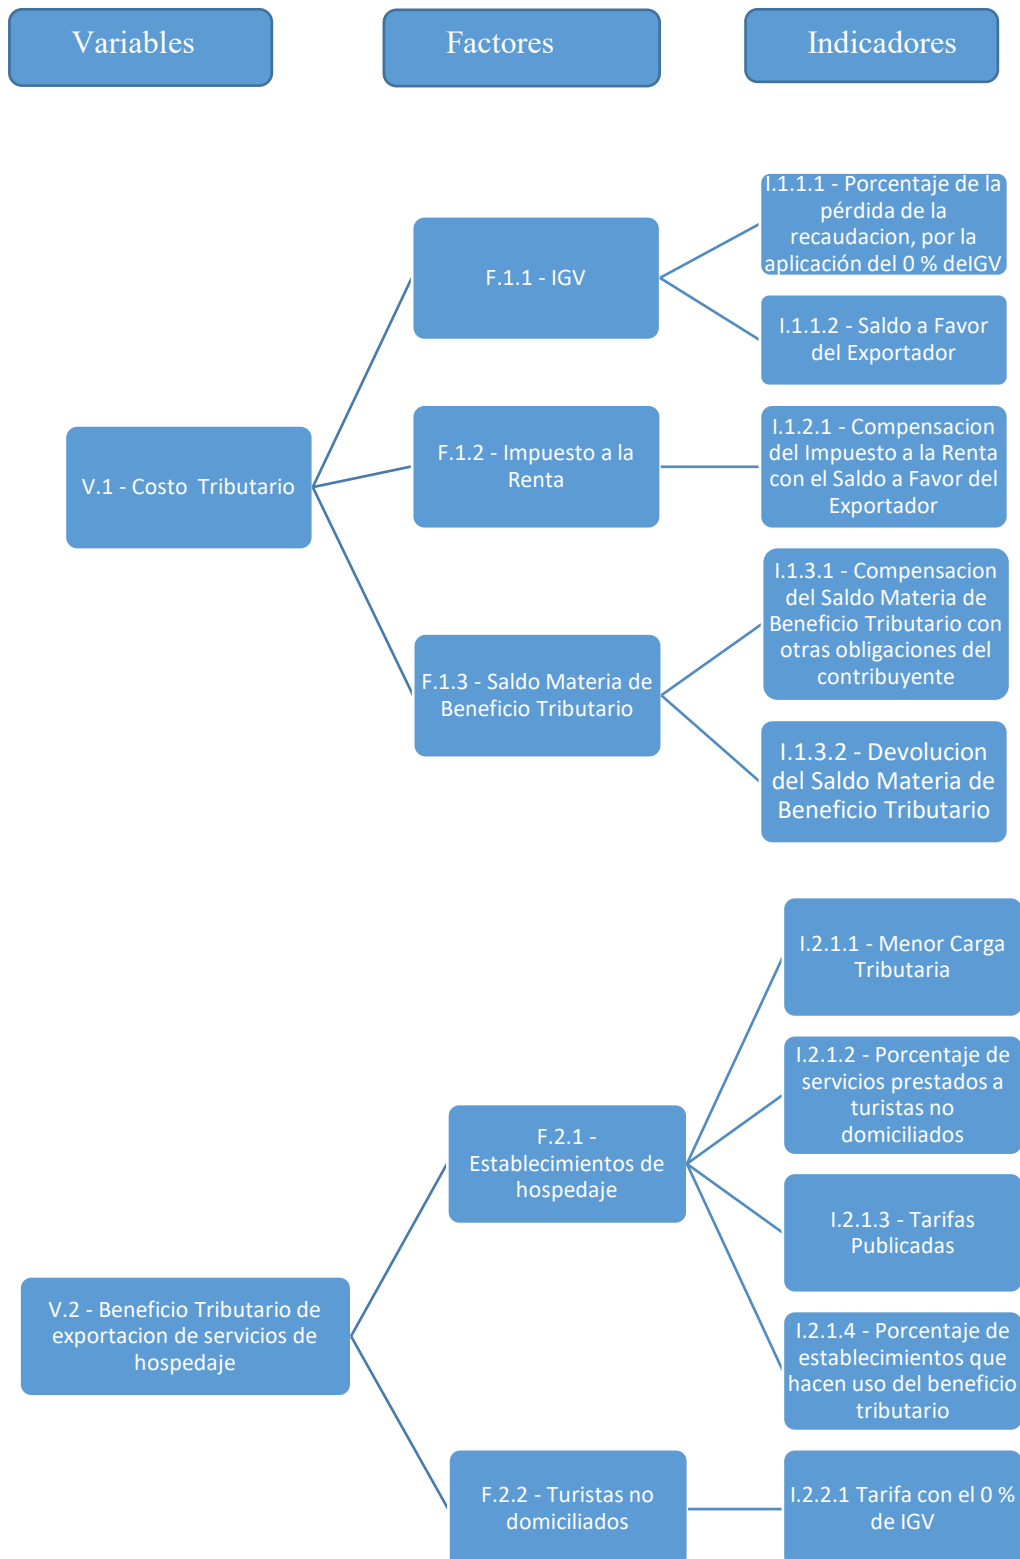 Variables
Factores
Indicadores
V.1 - Costo  Tributario
F.1.1 - IGV
I.1.1.1 - Porcentaje de la
pérdida de la
recaudacion, por la
aplicación del 0 % deIGV
I.1.1.2 - Saldo a Favor
del Exportador
F.1.2 - Impuesto a la
Renta
I.1.2.1 - Compensacion
del Impuesto a la Renta
con el Saldo a Favor del
Exportador
F.1.3 - Saldo Materia de
Beneficio Tributario
I.1.3.1 - Compensacion
del Saldo Materia de
Beneficio Tributario con
otras obligaciones del
contribuyente
I.1.3.2 - Devolucion
del Saldo Materia de
Beneficio Tributario
V.2 - Beneficio Tributario de
exportacion de servicios de
hospedaje
F.2.1 -
Establecimientos de
hospedaje
I.2.1.1 - Menor Carga
Tributaria
I.2.1.2 - Porcentaje de
servicios prestados a
turistas no
domiciliados
I.2.1.3 - Tarifas
Publicadas
I.2.1.4 - Porcentaje de
establecimientos que
hacen uso del beneficio
tributario
F.2.2 - Turistas no
domiciliados
I.2.2.1 Tarifa con el 0 %
de IGV